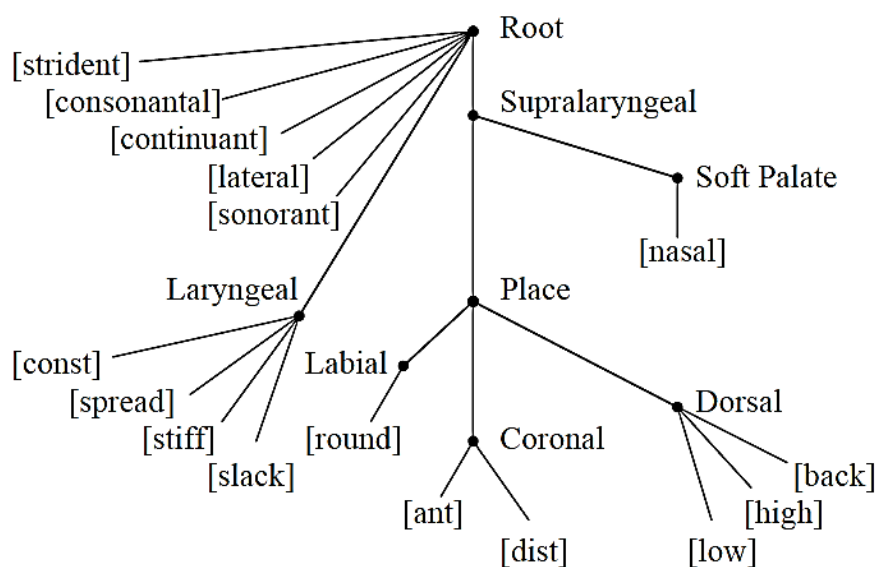 Root
[strident]
[consonantal]
Supralaryngeal
[continuant]
[lateral]
Soft Palate
[sonorant]
[nasal]
Laryngeal
Place
[const]
Labial
[spread]
Dorsal
[stiff]
[round]
Coronal
[slack]
[back]
[ant]
[high]
[dist]
[low]